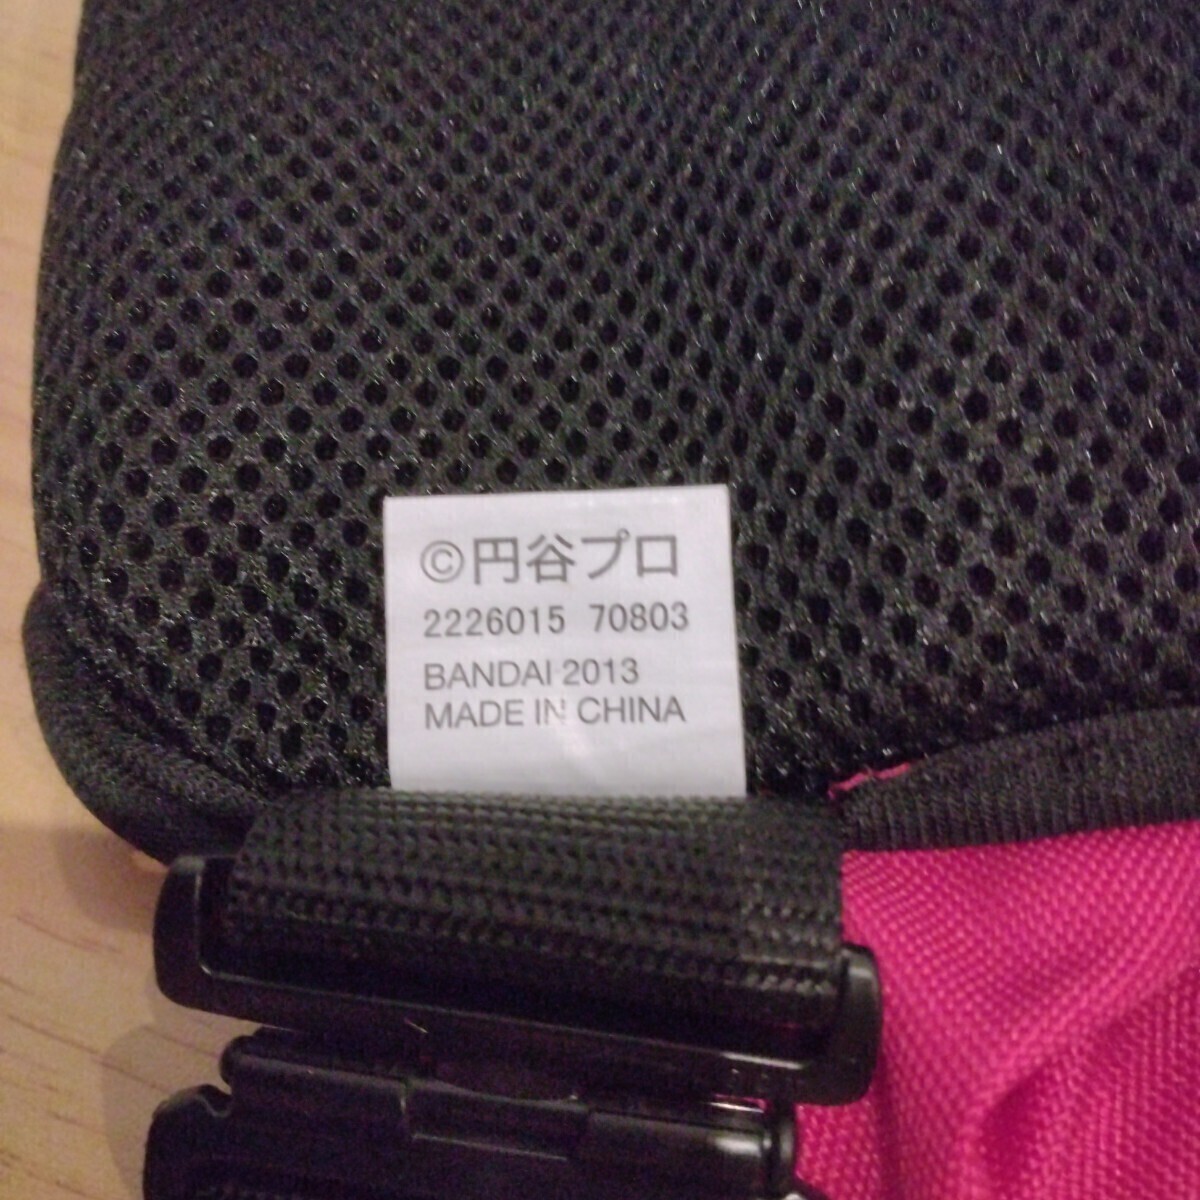 ©円谷プロ
2226015 70803
BANDAI 2013
MADE IN CHINA